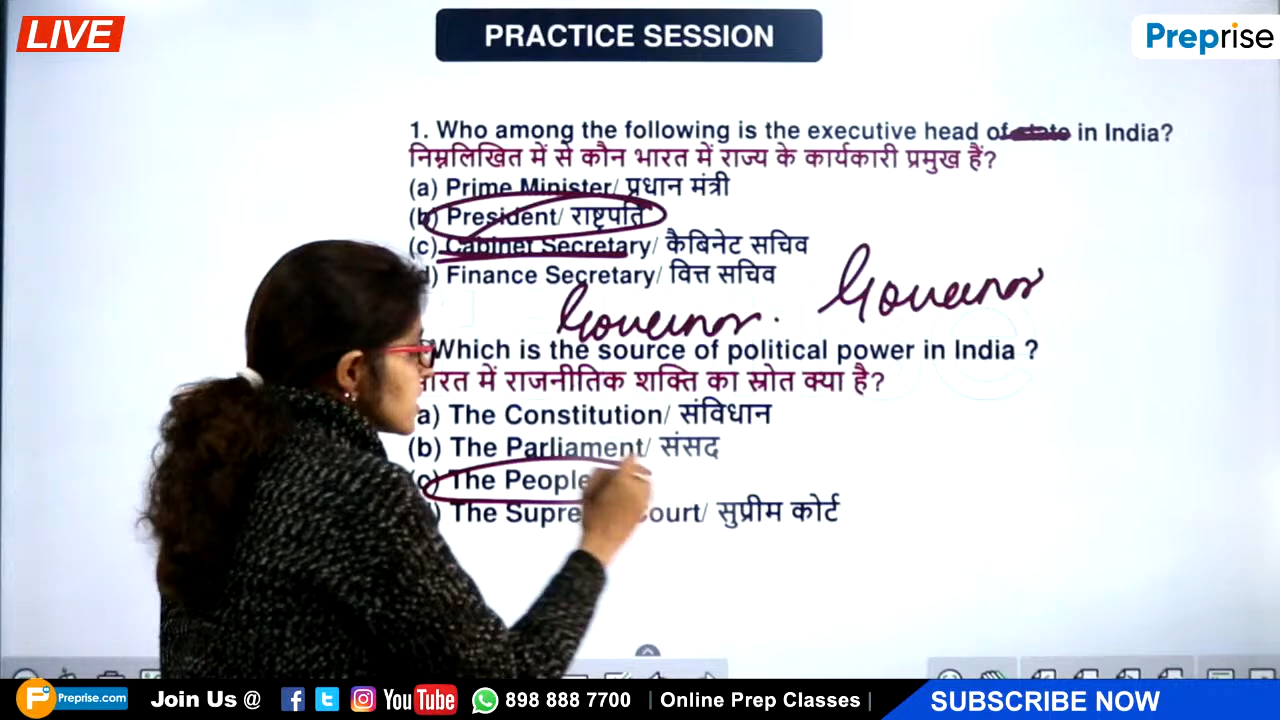 LIVE
PRACTICE SESSION
Preprise
1. Who among the following is the executive head of state in India?
निम्नलिखित में से कौन भारत में राज्य के कार्यकारी प्रमुख हैं?
(a) Prime Minister/ प्रधान मंत्री
(b) President/ राष्ट्रपति
(c) Cabinet Secretary/ कैबिनेट सचिव
d) Finance Secretary/ वित्त सचिव
Governor. Governor
Which is the source of political power in India ?
भारत में राजनीतिक शक्ति का स्रोत क्या है?
a) The Constitution/ संविधान
(b) The Parliament/ संसद
(c) The People
) The Supreme Court/ सुप्रीम कोर्ट
Preprise.com Join Us @ YouTube 898 888 7700 | Online Prep Classes | SUBSCRIBE NOW